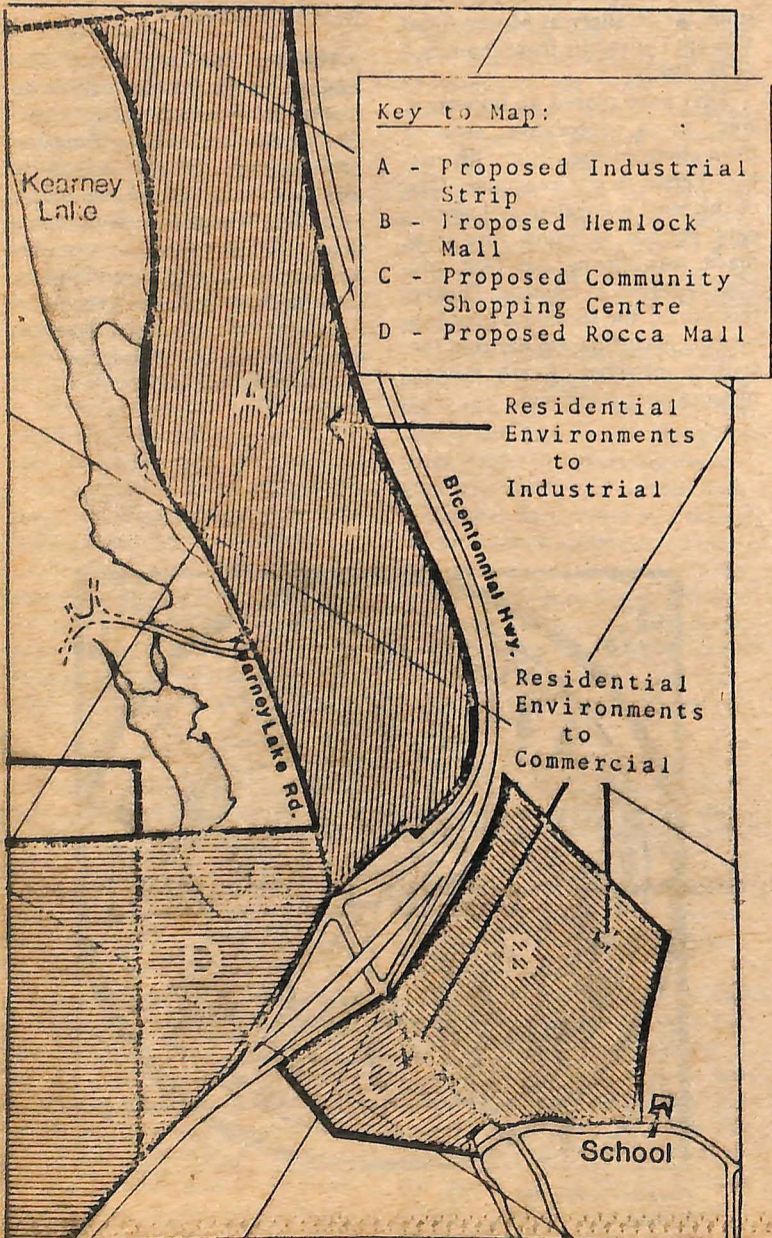 Key to Map:
A - Proposed Industrial
Strip
B - Proposed Hemlock
Mall
C - Proposed Community
Shopping Centre
D - Proposed Rocca Mall
Kearney
Lake
A
Residential
Environments
to
Industrial
Bicentennial Hwy.
Kearney Lake Rd.
Residential
Environments
to
Commercial
D
B
C
School